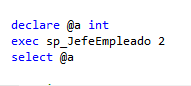 declare @a int
exec sp_JefeEmpleado 2
select @a